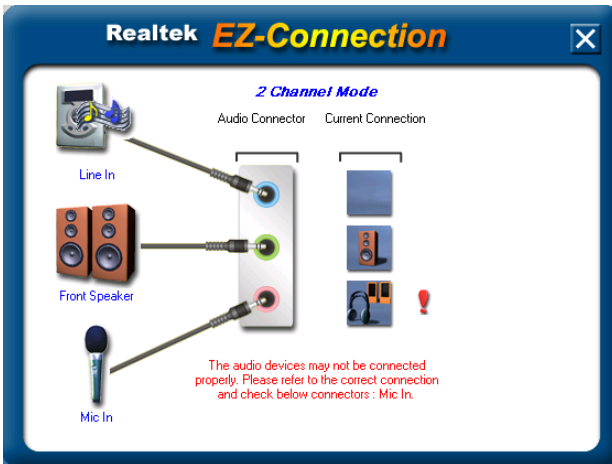 Realtek EZ-Connection
2 Channel Mode
Audio Connector Current Connection
Line In
Front Speaker
Mic In
The audio devices may not be connected
properly. Please refer to the correct connection
and check below connectors : Mic In.